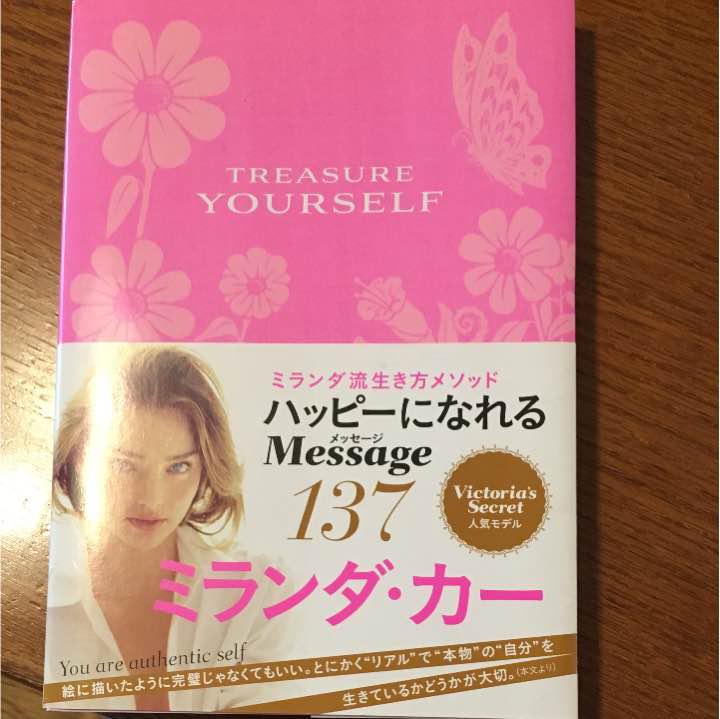 TREASURE
YOURSELF
ミランダ流生き方メソッド
ハッピーになれる
メッセージ
Message
137
Victoria's
Secret
人気モデル
ミランダ・カー
You are authentic self
絵に描いたように完璧じゃなくてもいい。とにかく“リアル”で“本物”の“自分”を
生きているかどうかが大切。(本文より)